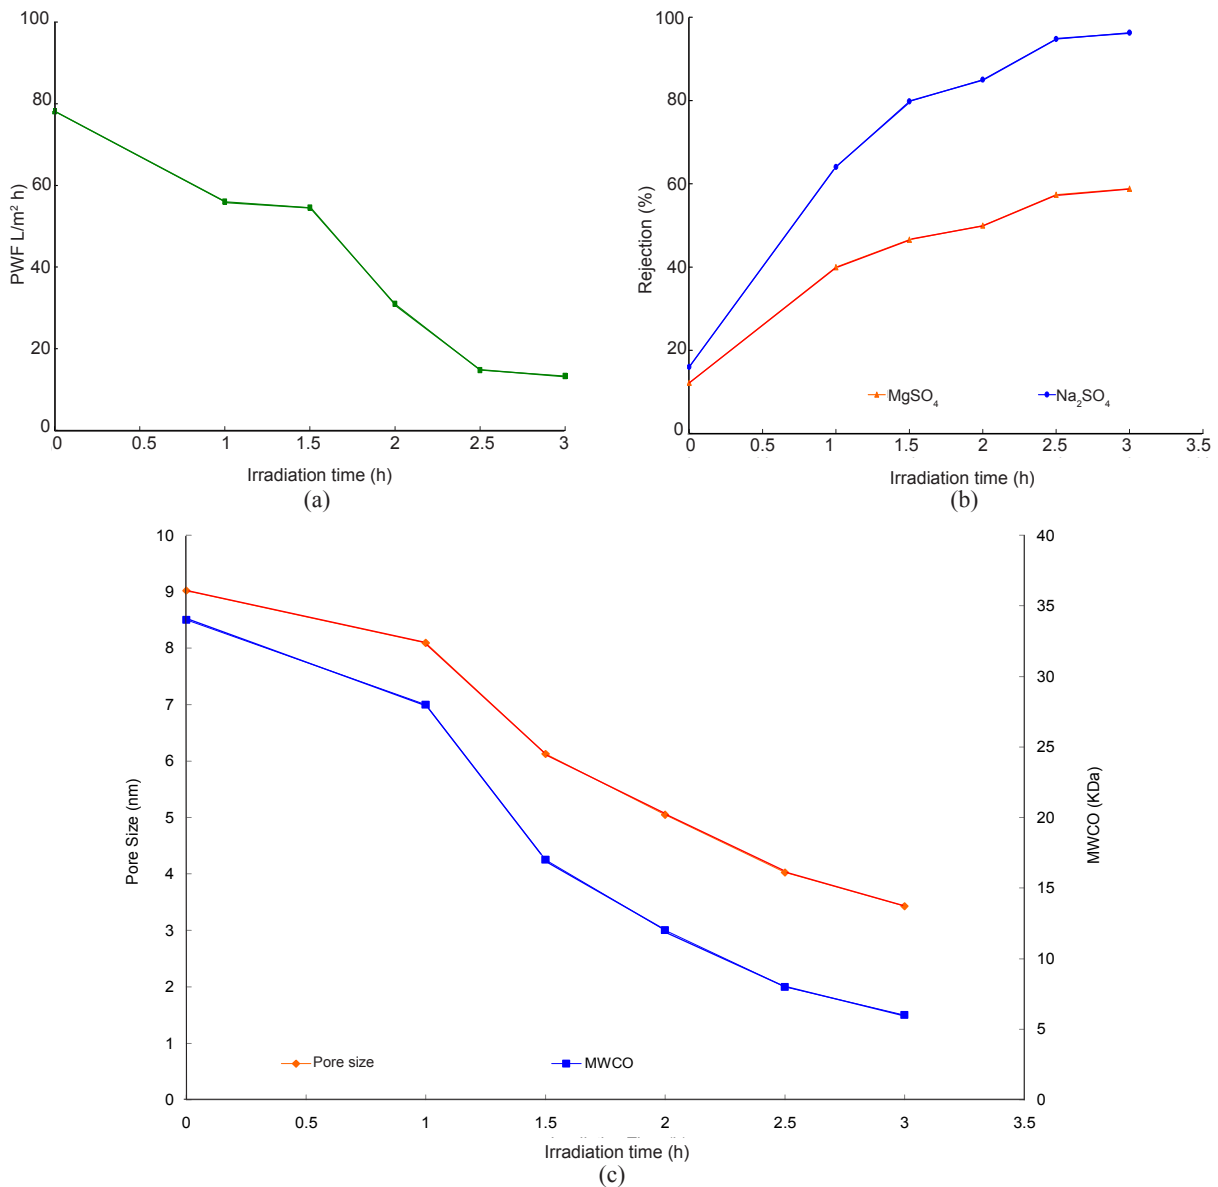 100
80
60
40
20
0
PWF L/m² h)
0 0.5 1 1.5 2 2.5 3
Irradiation time (h)
(a)
100
80
60
40
20
0
Rejection (%)
MgSO₄ Na₂SO₄
0 0.5 1 1.5 2 2.5 3 3.5
Irradiation time (h)
(b)
10
9
8
7
6
5
4
3
2
1
0
Pore Size (nm)
40
35
30
25
20
15
10
5
0
MWCO (KDa)
Pore size MWCO
0 0.5 1 1.5 2 2.5 3 3.5
Irradiation time (h)
(c)